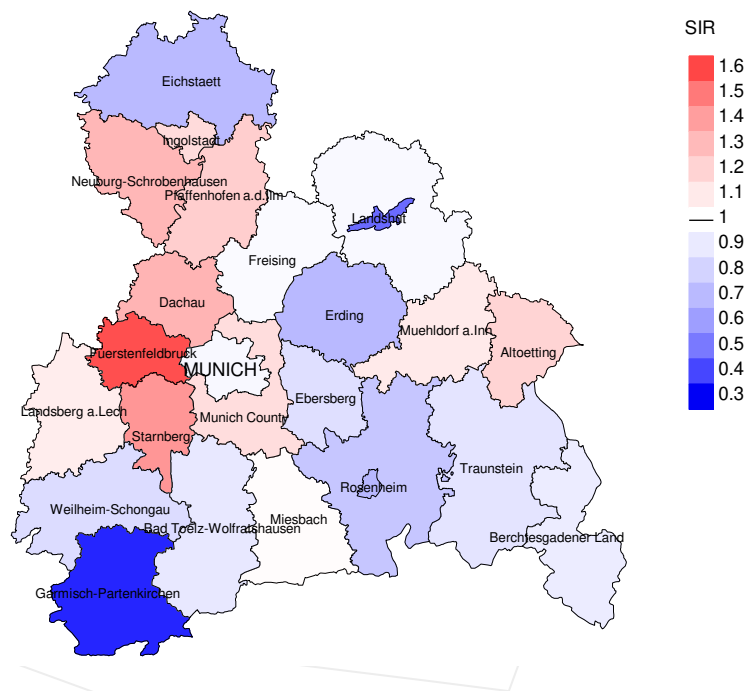 SIR
1.6
1.5
1.4
1.3
1.2
1.1
1
0.9
0.8
0.7
0.6
0.5
0.4
0.3
Eichstaett
Ingolstadt
Neuburg-Schrobenhausen
Pfaffenhofen a.d.Ilm
Landshut
Freising
Dachau
Erding
Muehldorf a.Inn
Fuerstenfeldbruck
Altoetting
MUNICH
Ebersberg
Landsberg a.Lech
Munich County
Starnberg
Traunstein
Rosenheim
Weilheim-Schongau
Miesbach
Bad Toelz-Wolfratshausen
Berchtesgadener Land
Garmisch-Partenkirchen